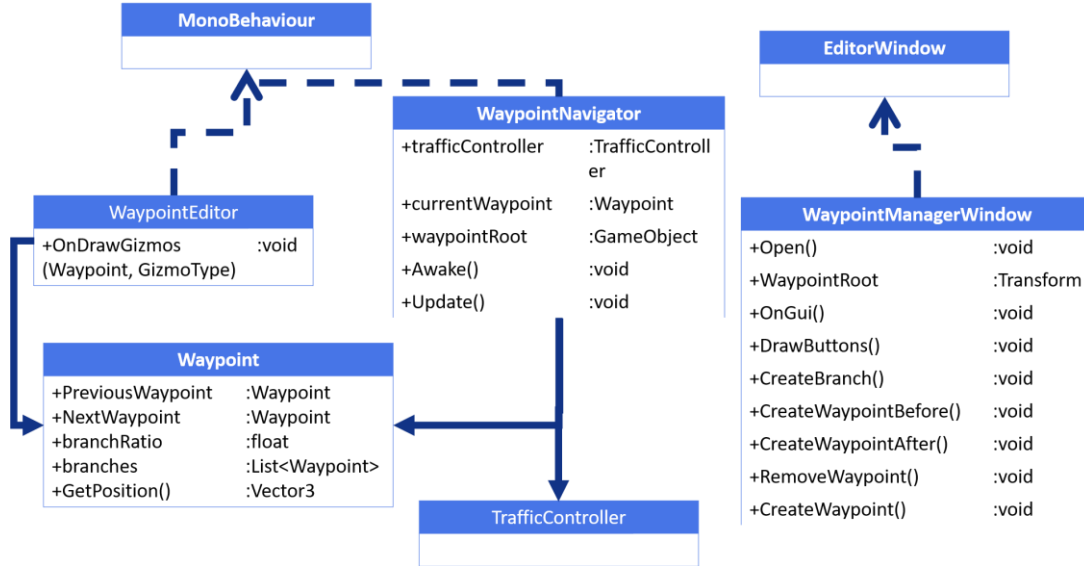 MonoBehaviour
EditorWindow
WaypointNavigator
+trafficController :TrafficControll
er
+currentWaypoint :Waypoint
+waypointRoot :GameObject
+Awake() :void
+Update() :void
WaypointEditor
+OnDrawGizmos :void
(Waypoint, GizmoType)
WaypointManagerWindow
+Open() :void
+WaypointRoot :Transform
+OnGui() :void
+DrawButtons() :void
+CreateBranch() :void
+CreateWaypointBefore() :void
+CreateWaypointAfter() :void
+RemoveWaypoint() :void
+CreateWaypoint() :void
Waypoint
+PreviousWaypoint :Waypoint
+NextWaypoint :Waypoint
+branchRatio :float
+branches :List<Waypoint>
+GetPosition() :Vector3
TrafficController